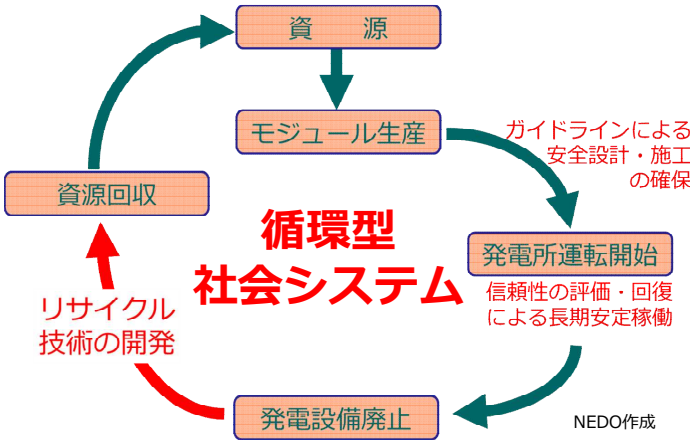 資　源
モジュール生産
ガイドラインによる
安全設計・施工
の確保
資源回収
循環型
社会システム
発電所運転開始
信頼性の評価・回復
による長期安定稼働
リサイクル
技術の開発
発電設備廃止
NEDO作成